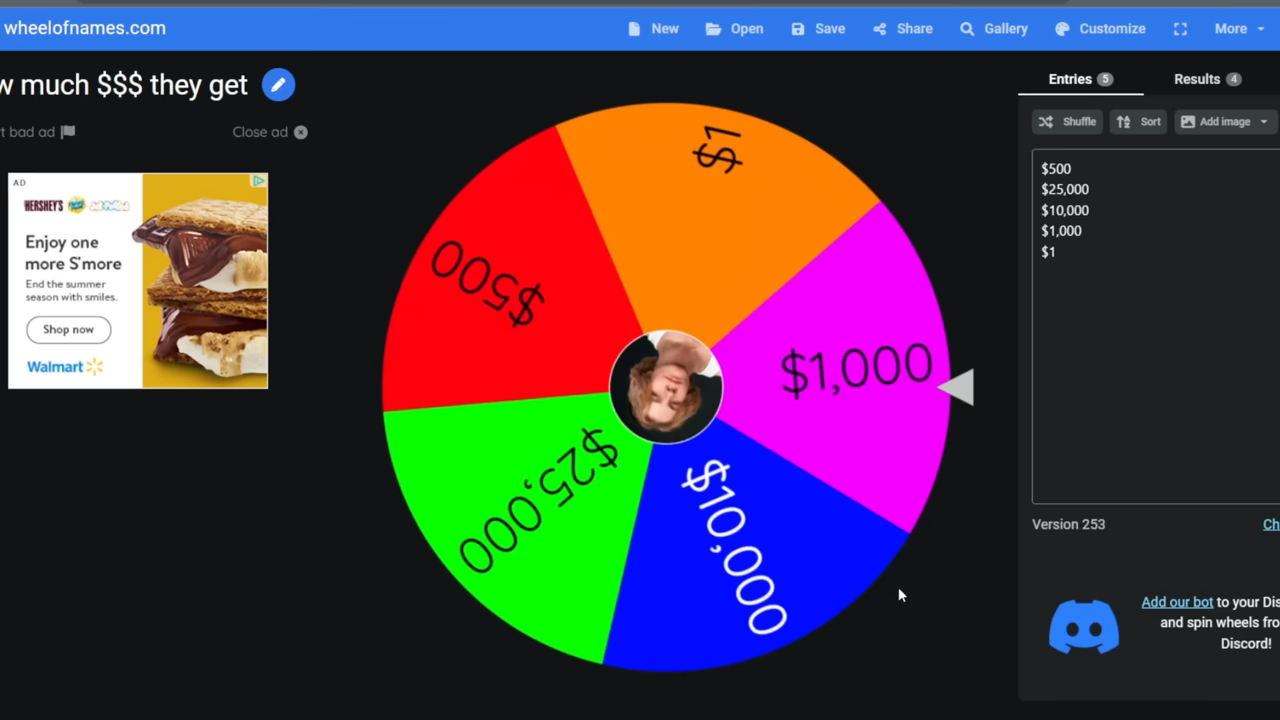 wheelofnames.com
New
Open
Save
Share
Gallery
Customize
More
w much $$$ they get
t bad ad
Close ad
AD
HERSHEY'S
Enjoy one
more S'more
End the summer
season with smiles.
Shop now
Walmart
$1
$500
$1,000
$25,000
$10,000
Entries 5
Results 4
Shuffle
Sort
Add image
$500
$25,000
$10,000
$1,000
$1
Version 253
Ch
Add our bot to your Dis
and spin wheels fro
Discord!